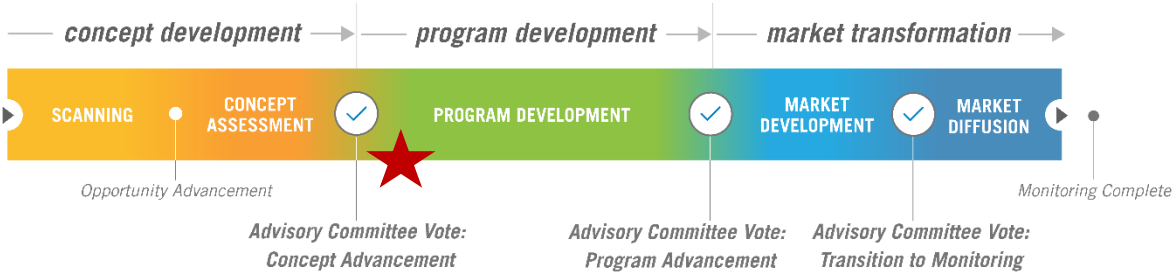 concept development
program development
market transformation
SCANNING
CONCEPT
ASSESSMENT
PROGRAM DEVELOPMENT
MARKET
DEVELOPMENT
MARKET
DIFFUSION
Opportunity Advancement
Monitoring Complete
Advisory Committee Vote:
Concept Advancement
Advisory Committee Vote:
Program Advancement
Advisory Committee Vote:
Transition to Monitoring